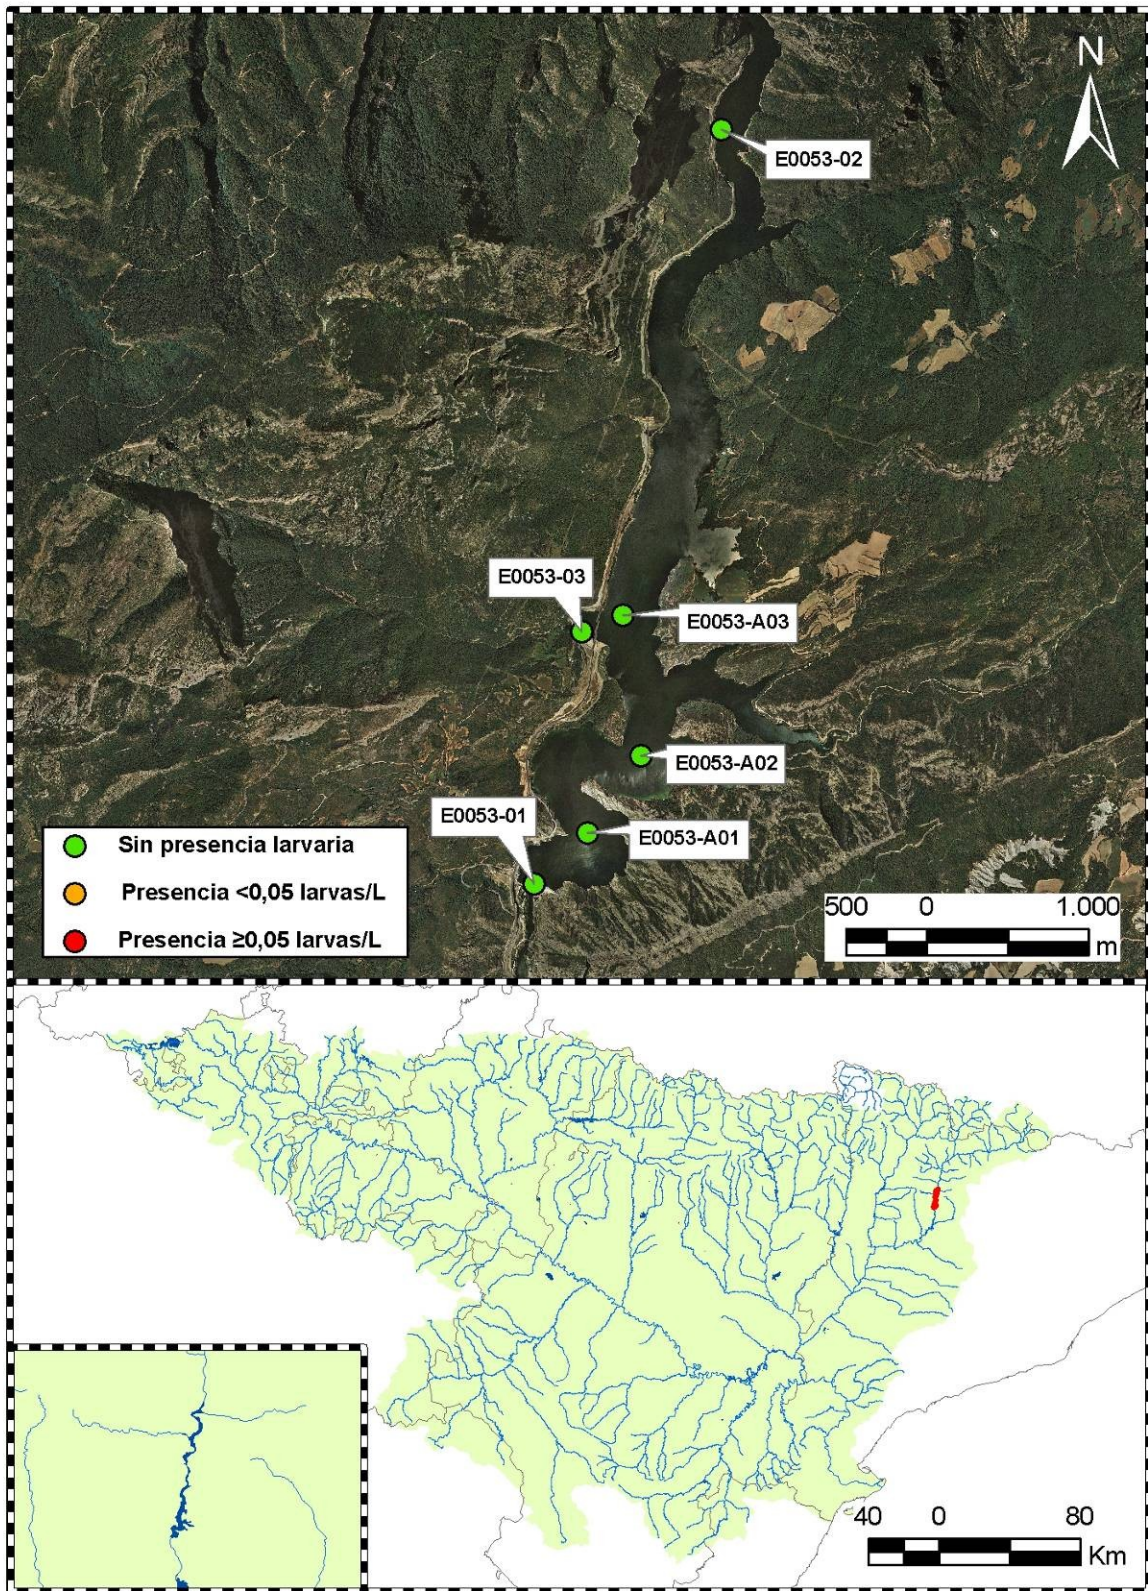 N
E0053-02
E0053-03
E0053-A03
E0053-A02
E0053-01
E0053-A01
Sin presencia larvaria
Presencia <0,05 larvas/L
Presencia ≥0,05 larvas/L
500 0 1.000
m
40 0 80
Km